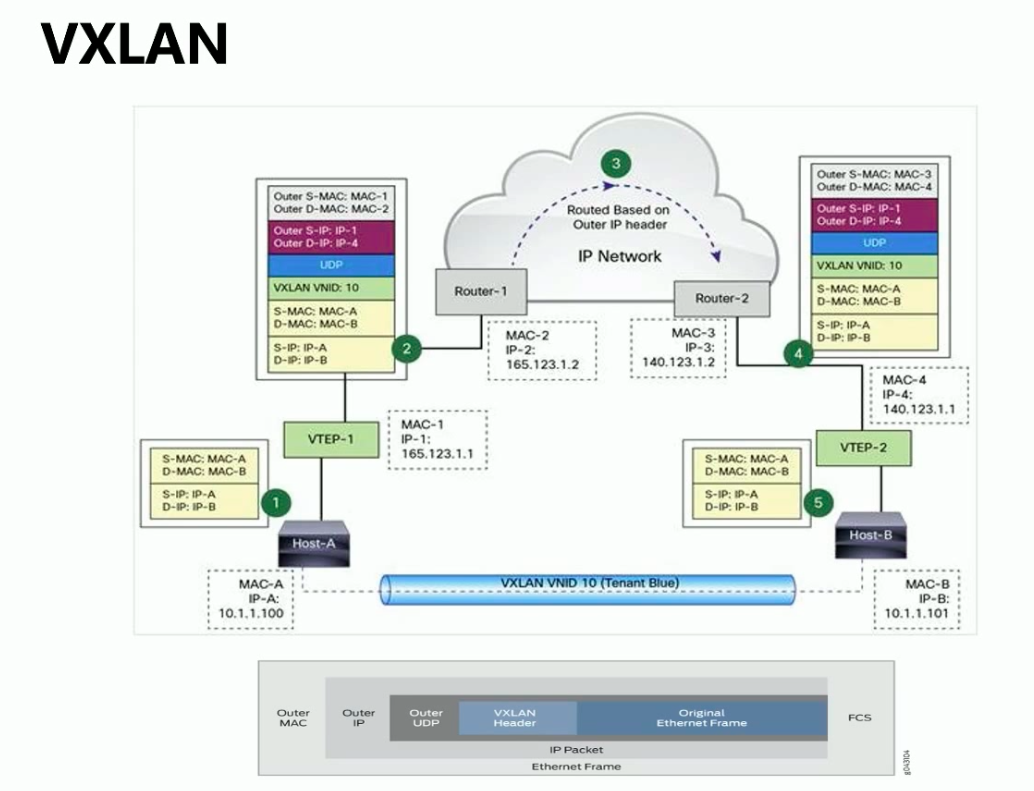 VXLAN
Outer S-MAC: MAC-1
Outer D-MAC: MAC-2
Outer S-IP: IP-1
Outer D-IP: IP-4
UDP
VXLAN VNID: 10
S-MAC: MAC-A
D-MAC: MAC-B
S-IP: IP-A
D-IP: IP-B
2
3
Routed Based on
Outer IP header
IP Network
Router-1
Router-2
MAC-2
IP-2:
165.123.1.2
MAC-3
IP-3:
140.123.1.2
Outer S-MAC: MAC-3
Outer D-MAC: MAC-4
Outer S-IP: IP-1
Outer D-IP: IP-4
UDP
VXLAN VNID: 10
S-MAC: MAC-A
D-MAC: MAC-B
S-IP: IP-A
D-IP: IP-B
4
MAC-4
IP-4:
140.123.1.1
VTEP-1
MAC-1
IP-1:
165.123.1.1
VTEP-2
S-MAC: MAC-A
D-MAC: MAC-B
S-IP: IP-A
D-IP: IP-B
1
S-MAC: MAC-A
D-MAC: MAC-B
S-IP: IP-A
D-IP: IP-B
5
Host-A
Host-B
MAC-A
IP-A:
10.1.1.100
VXLAN VNID 10 (Tenant Blue)
MAC-B
IP-B:
10.1.1.101
Outer
MAC
Outer
IP
Outer
UDP
VXLAN
Header
Original
Ethernet Frame
FCS
IP Packet
Ethernet Frame
g043104